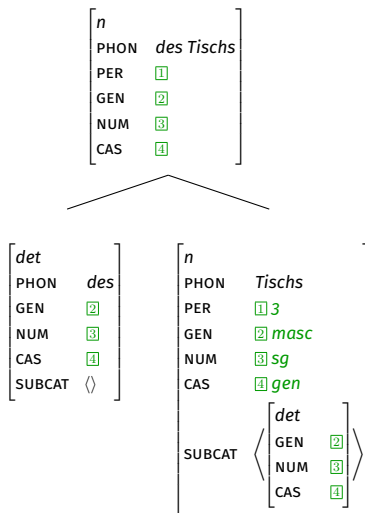 n
PHON des Tischs
PER 1
GEN 2
NUM 3
CAS 4
det
PHON des
GEN 2
NUM 3
CAS 4
SUBCAT ⟨⟩
n
PHON Tischs
PER 1 3
GEN 2 masc
NUM 3 sg
CAS 4 gen
SUBCAT ⟨
det
GEN 2
NUM 3
CAS 4
⟩